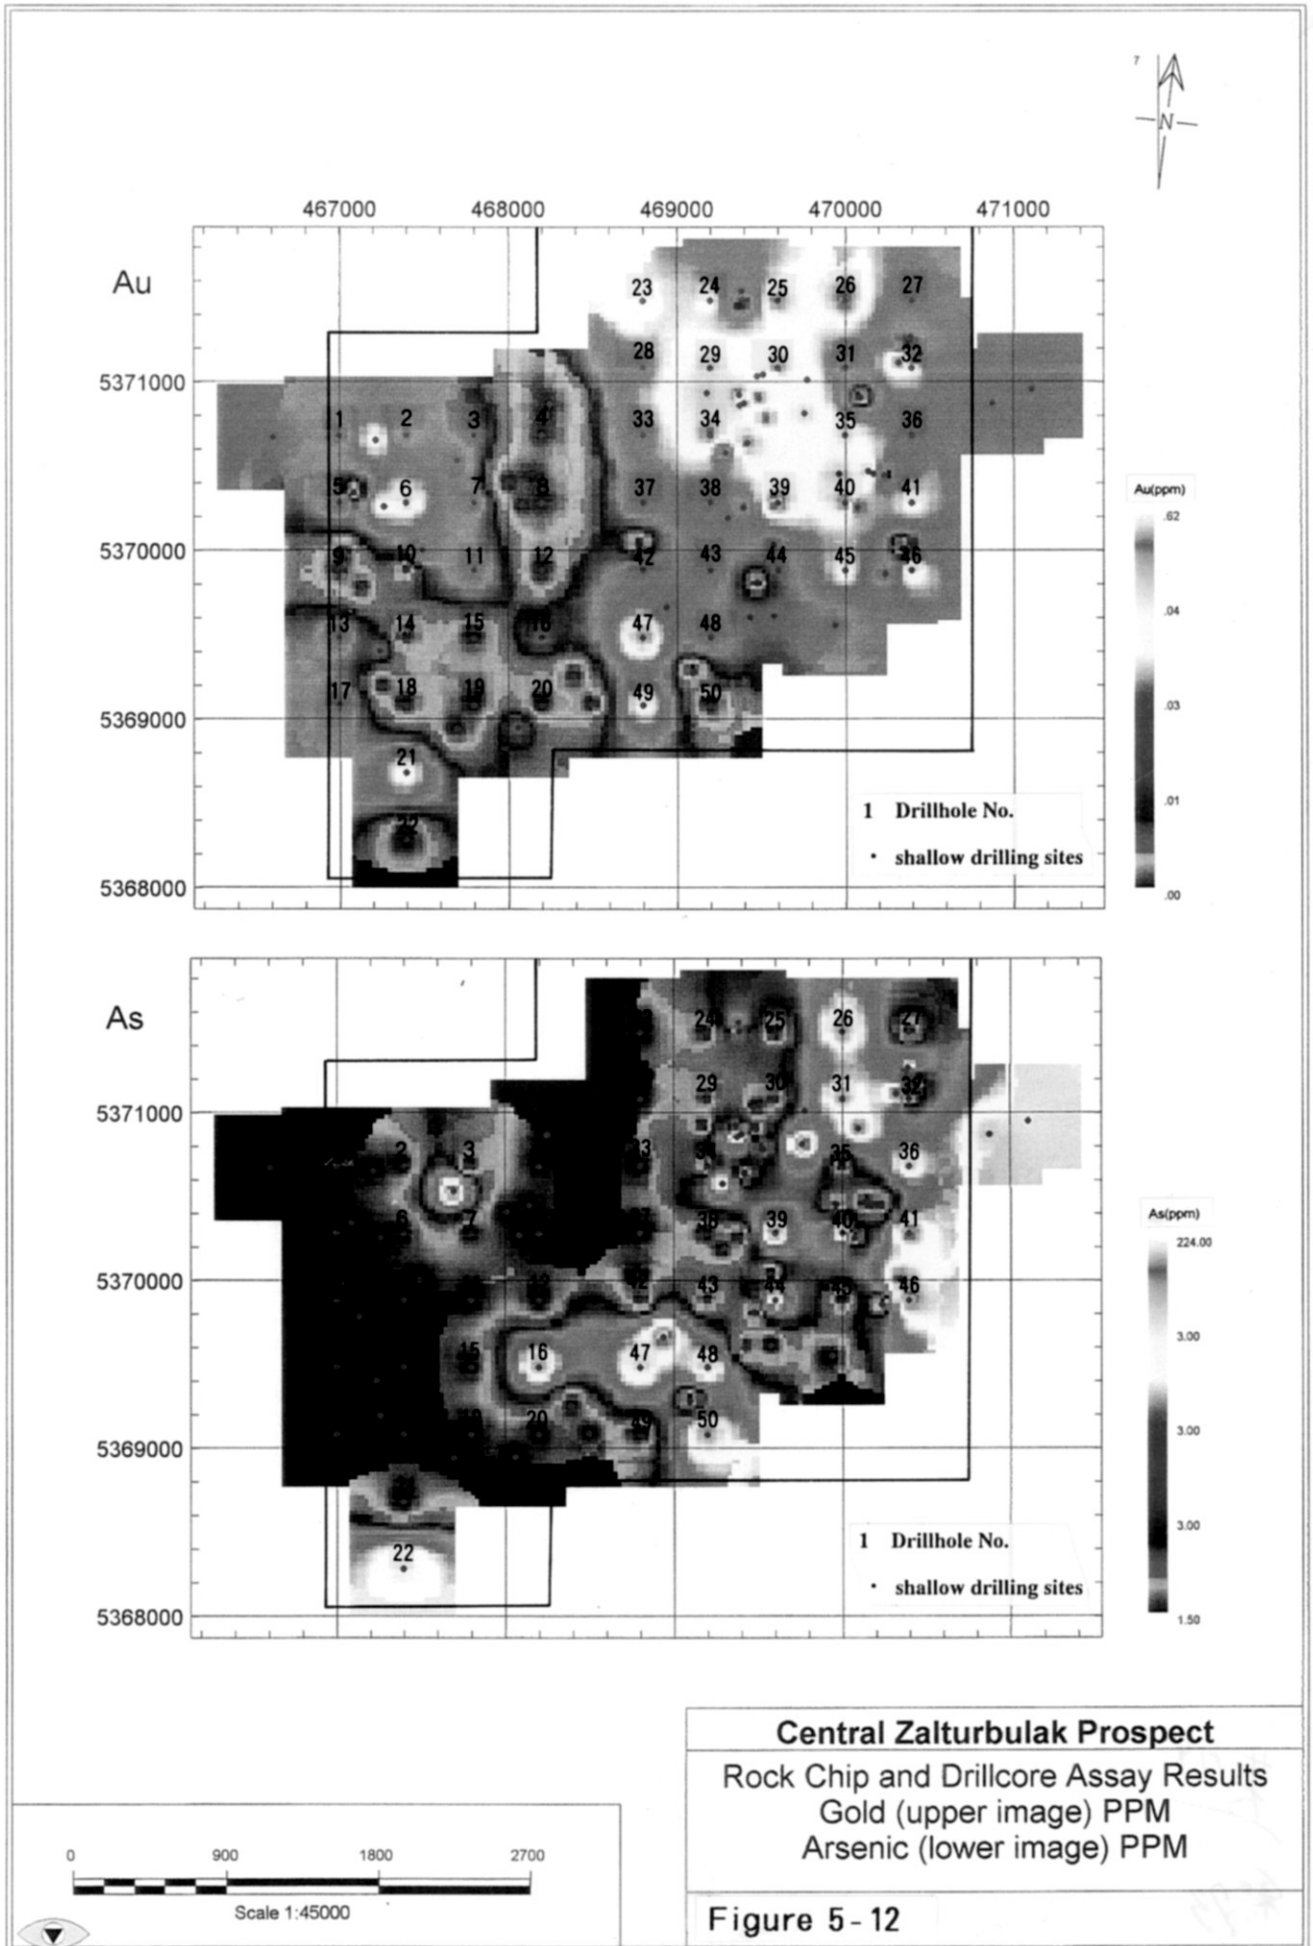 7
N
467000 468000 469000 470000 471000
Au
23 24 25 26 27
28 29 30 31 32
5371000
1 2 3 4 33 34 35 36
5 6 7 8 37 38 39 40 41
Au(ppm)
.62
5370000
9 10 11 12 42 43 44 45 46
.04
13 14 15 16 47 48
17 18 19 20 49 50
.03
5369000
21
.01
1 Drillhole No.
22
• shallow drilling sites
.00
5368000
As
24 25 26 27
29 30 31 32
5371000
2 3 33 35 36
6 7 38 39 40 41
As(ppm)
224.00
5370000
43 44 45 46
3.00
15 16 47 48
20 49 50
3.00
5369000
3.00
1 Drillhole No.
22
• shallow drilling sites
1.50
5368000
Central Zalturbulak Prospect
Rock Chip and Drillcore Assay Results
Gold (upper image) PPM
Arsenic (lower image) PPM
0 900 1800 2700
Scale 1:45000
Figure 5-12